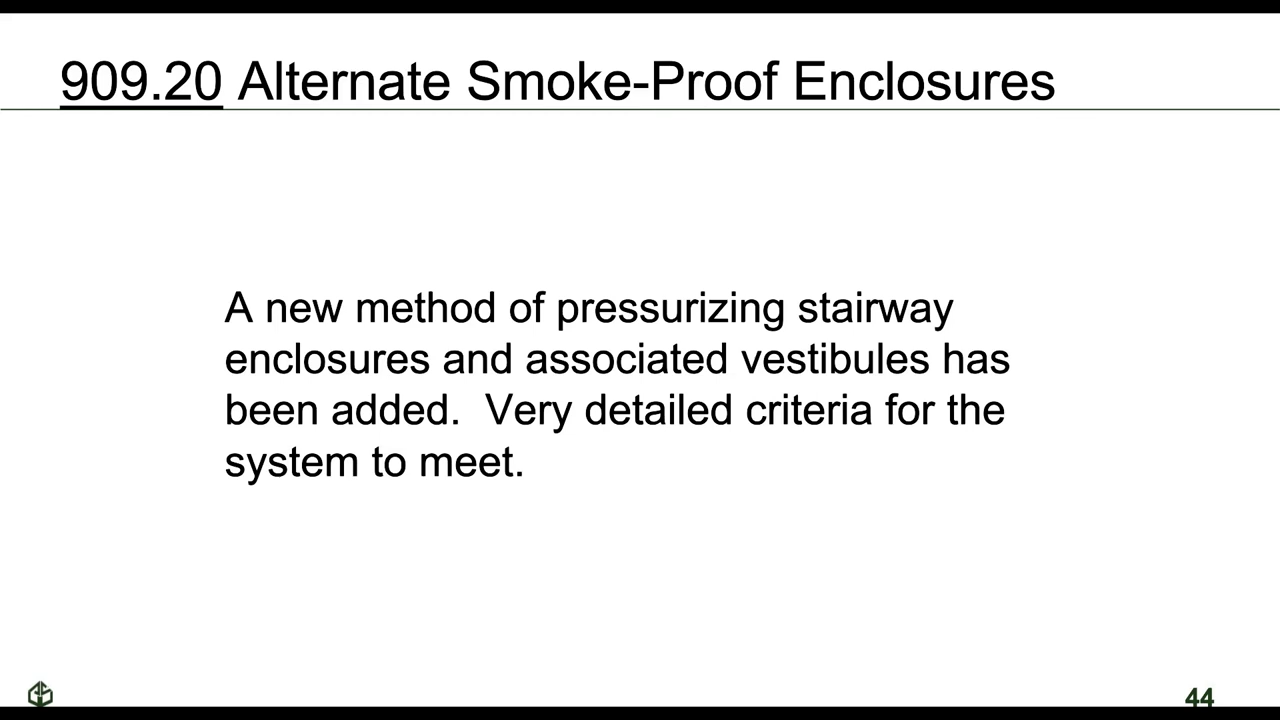 909.20 Alternate Smoke-Proof Enclosures
A new method of pressurizing stairway
enclosures and associated vestibules has
been added.  Very detailed criteria for the
system to meet.
44